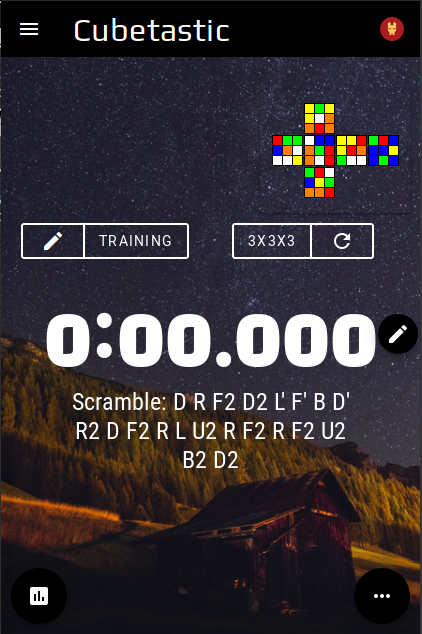 Cubetastic
TRAINING
3X3X3
0:00.000
Scramble: D R F2 D2 L' F' B D'
R2 D F2 R L U2 R F2 R F2 U2
B2 D2